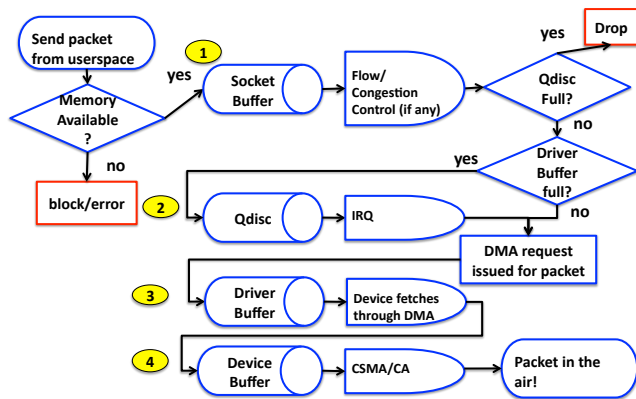 Send packet
from userspace
1
yes
Drop
yes
Memory
Available
?
Socket
Buffer
Flow/
Congestion
Control (if any)
Qdisc
Full?
no
no
yes
Driver
Buffer
full?
block/error
2
Qdisc
IRQ
no
DMA request
issued for packet
3
Driver
Buffer
Device fetches
through DMA
4
Device
Buffer
CSMA/CA
Packet in the
air!